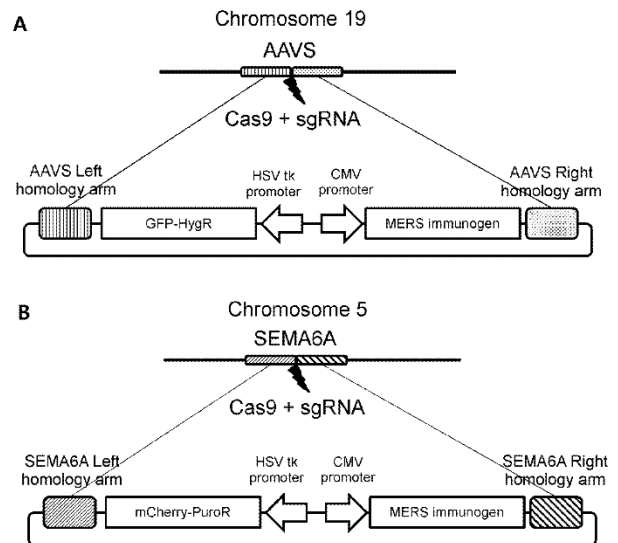 A
Chromosome 19
AAVS
Cas9 + sgRNA
AAVS Left
homology arm
HSV tk
promoter
CMV
promoter
AAVS Right
homology arm
GFP-HygR
MERS immunogen
B
Chromosome 5
SEMA6A
Cas9 + sgRNA
SEMA6A Left
homology arm
HSV tk
promoter
CMV
promoter
SEMA6A Right
homology arm
mCherry-PuroR
MERS immunogen